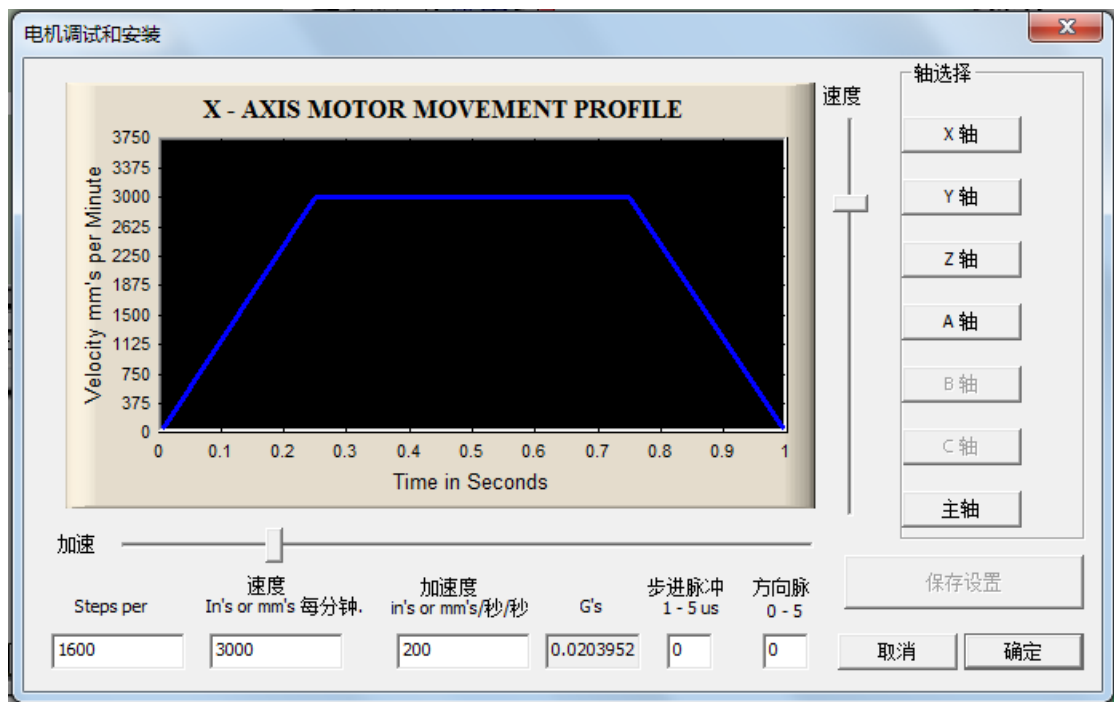 电机调试和安装
X - AXIS MOTOR MOVEMENT PROFILE
Velocity mm's per Minute
3750
3375
3000
2625
2250
1875
1500
1125
750
375
0
0 0.1 0.2 0.3 0.4 0.5 0.6 0.7 0.8 0.9 1
Time in Seconds
速度
轴选择
X 轴
Y 轴
Z 轴
A 轴
B 轴
C 轴
主轴
加速
Steps per
1600
速度
In's or mm's 每分钟.
3000
加速度
in's or mm's/秒/秒
200
G's
0.0203952
步进脉冲
1 - 5 us
0
方向脉
0 - 5
0
保存设置
取消
确定